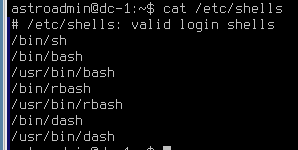 astroadmin@dc-1:~$ cat /etc/shells
# /etc/shells: valid login shells
/bin/sh
/bin/bash
/usr/bin/bash
/bin/rbash
/usr/bin/rbash
/bin/dash
/usr/bin/dash